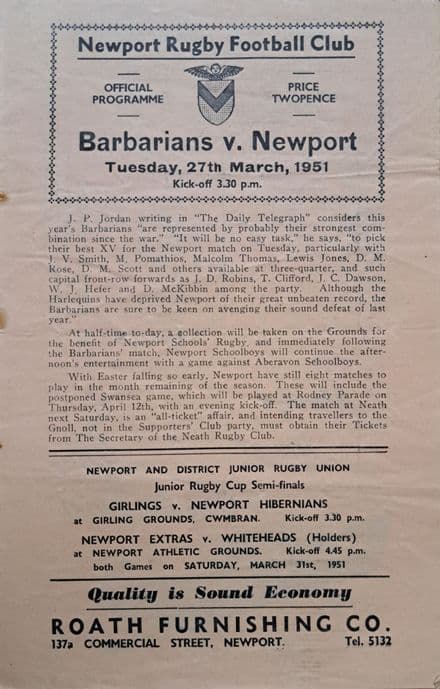 Newport Rugby Football Club
OFFICIAL
PROGRAMME
PRICE
TWOPENCE
Barbarians v. Newport
Tuesday, 27th March, 1951
Kick-off 3.30 p.m.
J. P. Jordan writing in "The Daily Telegraph" considers this
year's Barbarians "are represented by probably their strongest com-
bination since the war." "It will be no easy task," he says, "to pick
their best XV for the Newport match on Tuesday, particularly with
J. V. Smith, M. Pomathios, Malcolm Thomas, Lewis Jones, D. M.
Rose, D. M. Scott and others available at three-quarter, and such
capital front-row forwards as J. D. Robins, T. Clifford, J. C. Dawson,
W. J. Hefer and D. McKibbin among the party. Although the
Harlequins have deprived Newport of their great unbeaten record, the
Barbarians are sure to be keen on avenging their sound defeat of last
year."
At half-time to-day, a collection will be taken on the Grounds for
the benefit of Newport Schools' Rugby, and immediately following
the Barbarians' match, Newport Schoolboys will continue the after-
noon's entertainment with a game against Aberavon Schoolboys.
With Easter falling so early, Newport have still eight matches to
play in the month remaining of the season. These will include the
postponed Swansea game, which will be played at Rodney Parade on
Thursday, April 12th, with an evening kick-off. The match at Neath
next Saturday, is an "all-ticket" affair, and intending travellers to the
Gnoll, not in the Supporters' Club party, must obtain their Tickets
from The Secretary of the Neath Rugby Club.
NEWPORT AND DISTRICT JUNIOR RUGBY UNION
Junior Rugby Cup Semi-finals
GIRLINGS v. NEWPORT HIBERNIANS
at GIRLING GROUNDS, CWMBRAN. Kick-off 3.30 p.m.
NEWPORT EXTRAS v. WHITEHEADS (Holders)
at NEWPORT ATHLETIC GROUNDS. Kick-off 4.45 p.m.
both Games on SATURDAY, MARCH 31st, 1951
Quality is Sound Economy
ROATH FURNISHING CO.
137a COMMERCIAL STREET, NEWPORT. Tel. 5132